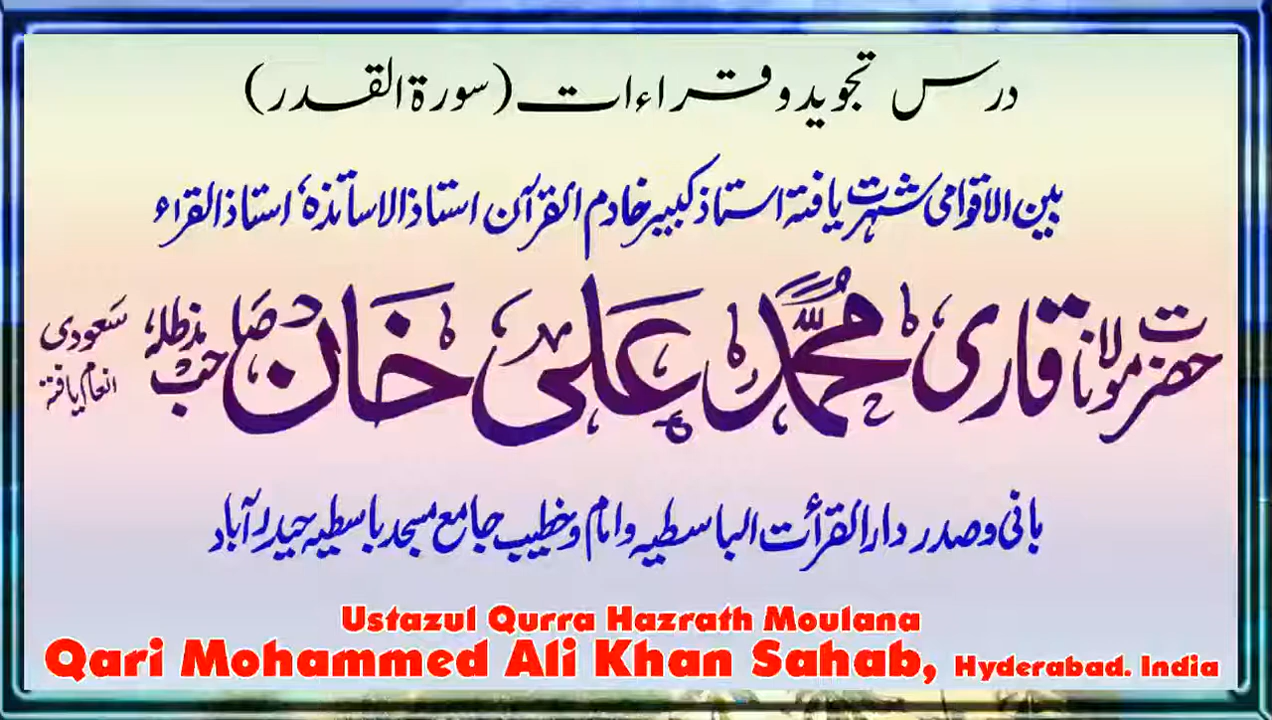 درس تجوید و قراءات (سورۃ القدر)
بین الاقوامی شہرت یافتہ استاذ کبیر خادم القرآن استاذ الاساتذہ، استاذ القراء
حضرت مولانا قاری محمد علی خان صاحب مدظلہ، سعودی انعام یافتہ
بانی و صدر دار القرأت الباسطیہ و امام و خطیب جامع مسجد باسطیہ حیدرآباد
Ustazul Qurra Hazrath Moulana
Qari Mohammed Ali Khan Sahab, Hyderabad. India